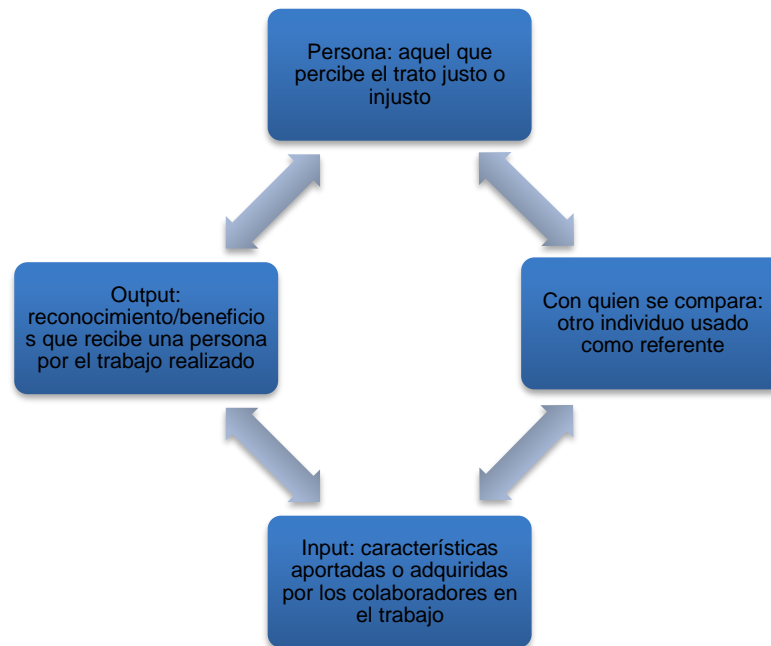 Persona: aquel que
percibe el trato justo o
injusto
Output:
reconocimiento/beneficio
s que recibe una persona
por el trabajo realizado
Con quien se compara:
otro individuo usado
como referente
Input: características
aportadas o adquiridas
por los colaboradores en
el trabajo